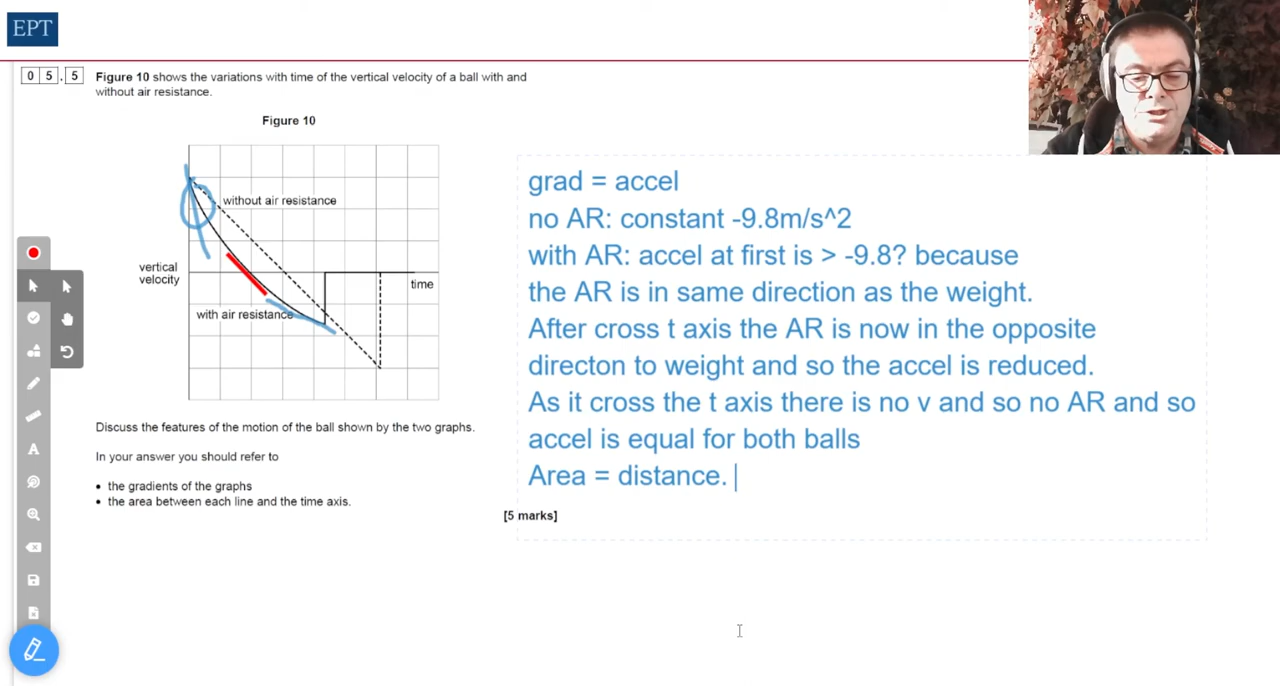 EPT
0 5 . 5
Figure 10 shows the variations with time of the vertical velocity of a ball with and
without air resistance.
Figure 10
without air resistance
vertical
velocity
time
with air resistance
Discuss the features of the motion of the ball shown by the two graphs.
In your answer you should refer to
• the gradients of the graphs
• the area between each line and the time axis.
[5 marks]
grad = accel
no AR: constant -9.8m/s^2
with AR: accel at first is > -9.8? because
the AR is in same direction as the weight.
After cross t axis the AR is now in the opposite
directon to weight and so the accel is reduced.
As it cross the t axis there is no v and so no AR and so
accel is equal for both balls
Area = distance.
A